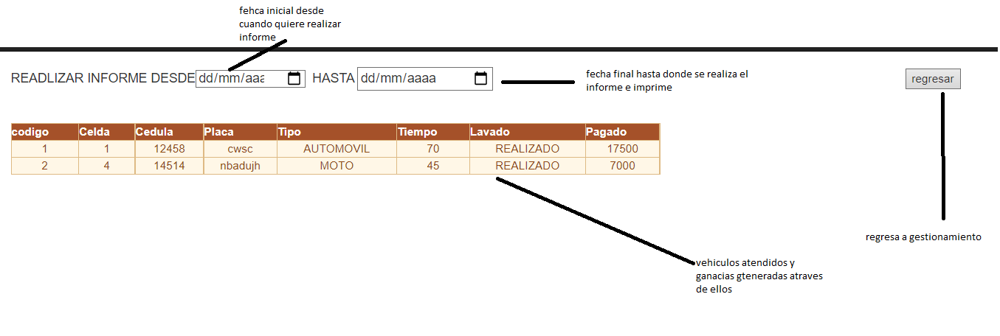 fehca inicial desde
cuando quiere realizar
informe
READLIZAR INFORME DESDE dd/mm/aaa HASTA dd/mm/aaaa
fecha final hasta donde se realiza el
informe e imprime
regresar
codigo Celda Cedula Placa Tipo Tiempo Lavado Pagado
1 1 12458 cwsc AUTOMOVIL 70 REALIZADO 17500
2 4 14514 nbadujh MOTO 45 REALIZADO 7000
regresa a gestionamiento
vehiculos atendidos y
ganacias gteneradas atraves
de ellos